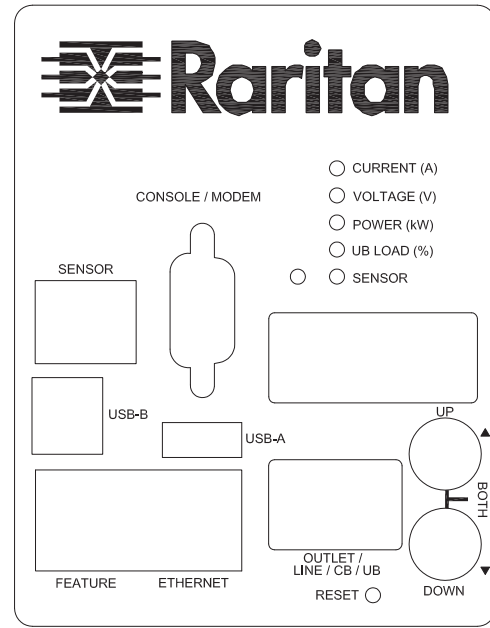 Raritan
CURRENT (A)
VOLTAGE (V)
POWER (kW)
UB LOAD (%)
SENSOR
CONSOLE / MODEM
SENSOR
USB-B
USB-A
UP
BOTH
DOWN
OUTLET /
LINE / CB / UB
FEATURE
ETHERNET
RESET